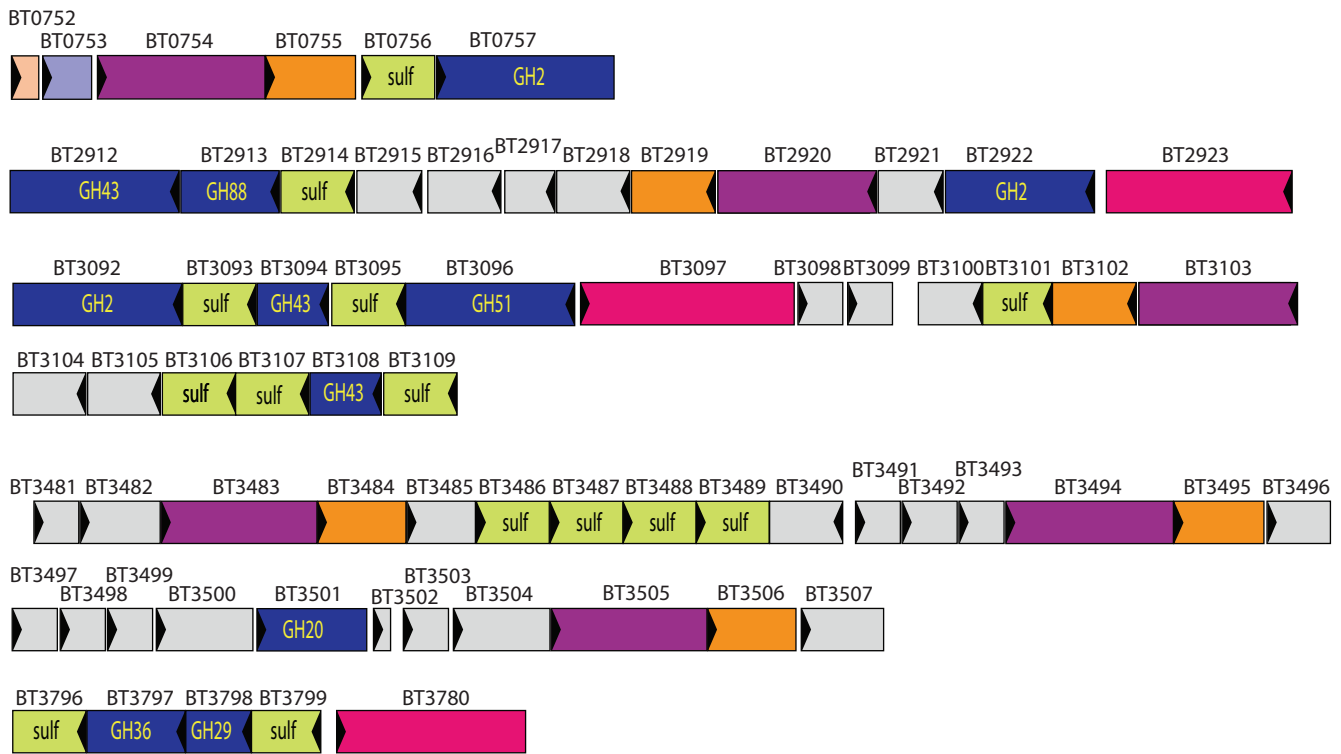 BT0752
BT0753 BT0754 BT0755 BT0756 BT0757
sulf GH2
BT2917
BT2912 BT2913 BT2914 BT2915 BT2916 BT2918 BT2919 BT2920 BT2921 BT2922 BT2923
GH43 GH88 sulf GH2
BT3092 BT3093 BT3094 BT3095 BT3096 BT3097 BT3098 BT3099 BT3100 BT3101 BT3102 BT3103
GH2 sulf GH43 sulf GH51 sulf
BT3104 BT3105 BT3106 BT3107 BT3108 BT3109
sulf sulf GH43 sulf
BT3491 BT3493
BT3481 BT3482 BT3483 BT3484 BT3485 BT3486 BT3487 BT3488 BT3489 BT3490 BT3492 BT3494 BT3495 BT3496
sulf sulf sulf sulf
BT3497 BT3499 BT3503
BT3498 BT3500 BT3501 BT3502 BT3504 BT3505 BT3506 BT3507
GH20
BT3796 BT3797 BT3798 BT3799 BT3780
sulf GH36 GH29 sulf